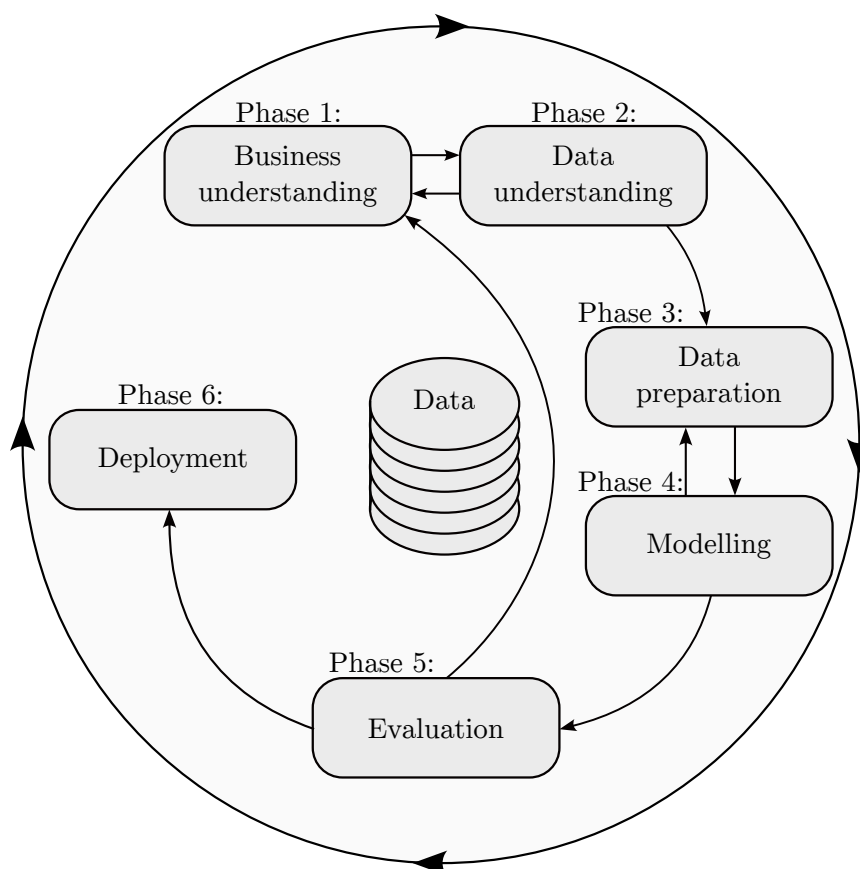 Phase 1:
Business
understanding
Phase 2:
Data
understanding
Phase 3:
Data
preparation
Phase 4:
Modelling
Phase 5:
Evaluation
Phase 6:
Deployment
Data